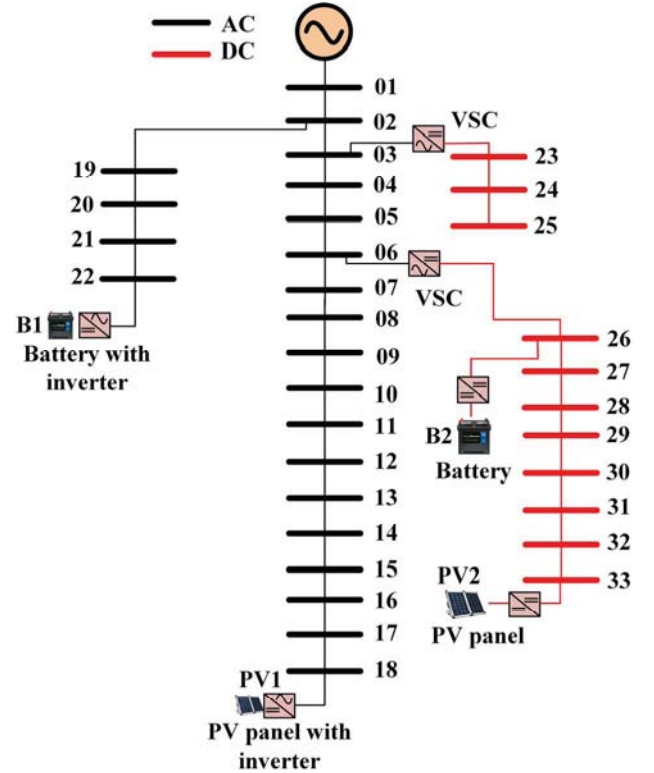 AC
DC
01
02
VSC
03
23
19
04
24
20
05
25
21
06
22
07
VSC
B1
08
26
Battery with
inverter
09
27
10
28
B2
29
11
Battery
30
12
31
13
32
14
33
15
PV2
16
PV panel
17
18
PV1
PV panel with
inverter